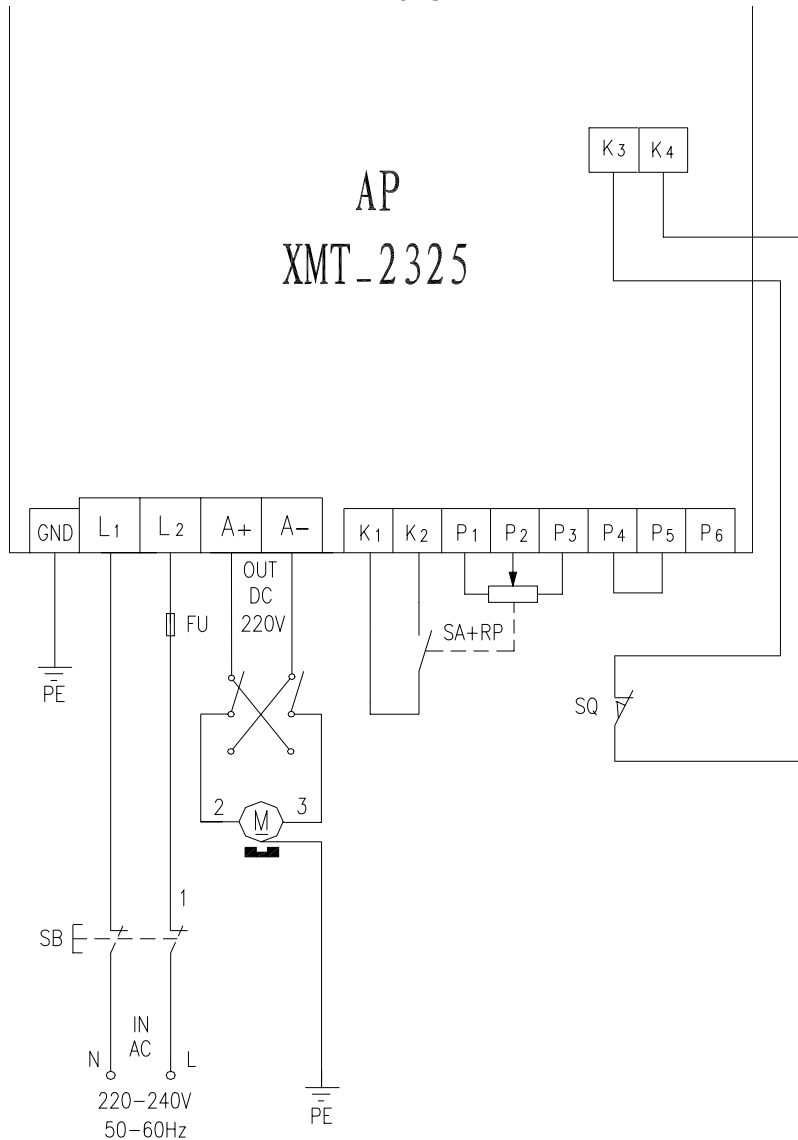 K3 K4
AP
XMT_2325
GND L1 L2 A+ A- K1 K2 P1 P2 P3 P4 P5 P6
OUT
DC
220V
FU
SA+RP
PE
SQ
2 3
M
1
SB
IN
AC
N L
220-240V
50-60Hz
PE